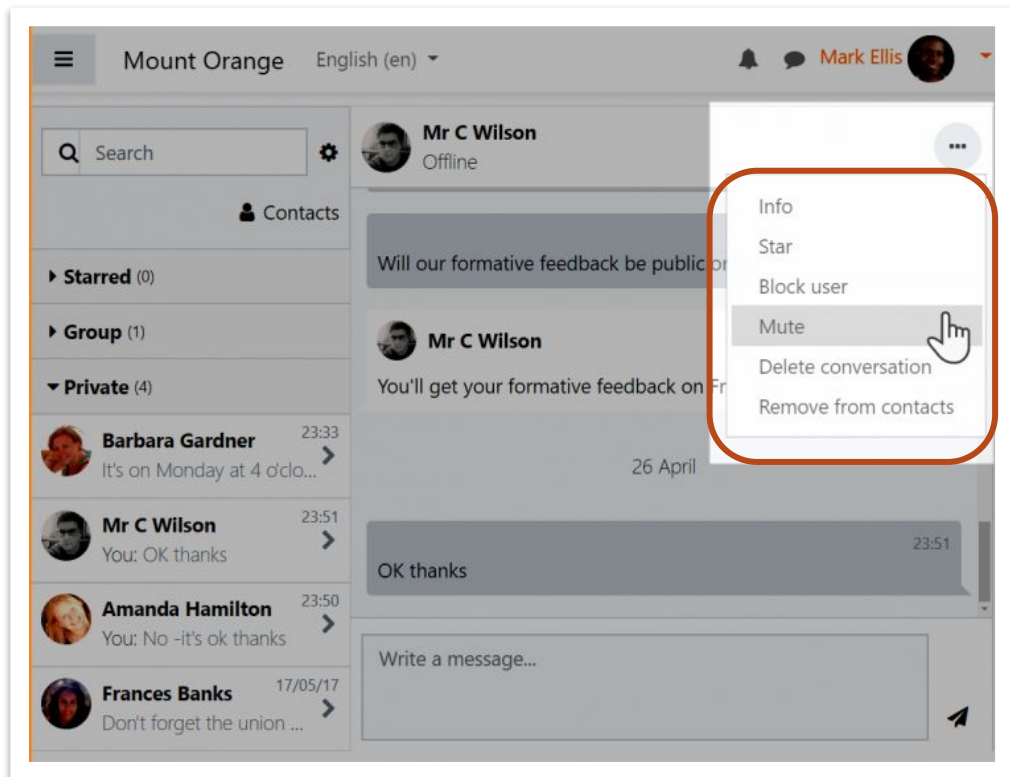 Mount Orange English (en)
Mark Ellis
Search
Contacts
Starred (0)
Group (1)
Private (4)
Barbara Gardner 23:33
It's on Monday at 4 o'clo...
Mr C Wilson 23:51
You: OK thanks
Amanda Hamilton 23:50
You: No -it's ok thanks
Frances Banks 17/05/17
Don't forget the union ...
Mr C Wilson
Offline
Will our formative feedback be public or
Mr C Wilson
You'll get your formative feedback on Fr
26 April
23:51
OK thanks
Write a message...
Info
Star
Block user
Mute
Delete conversation
Remove from contacts